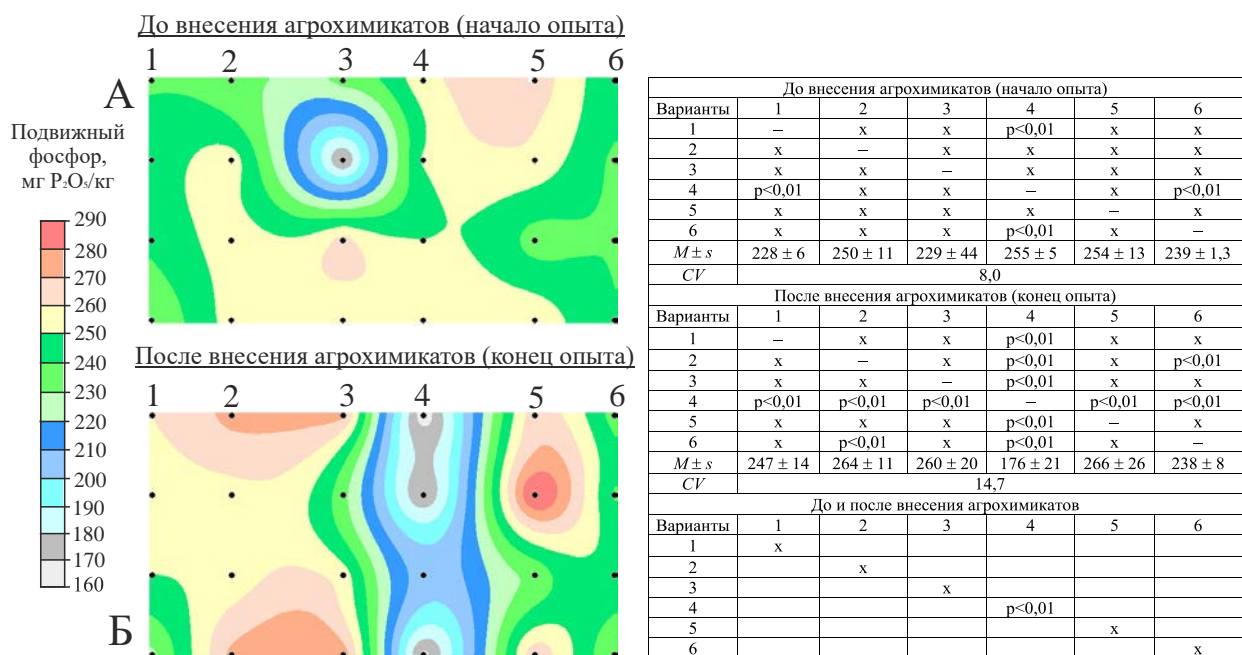 До внесения агрохимикатов (начало опыта)
1 2 3 4 5 6
А
Подвижный
фосфор,
мг P₂O₅/кг
290
280
270
260
250
240
230
220
210
200
190
180
170
160
После внесения агрохимикатов (конец опыта)
1 2 3 4 5 6
Б
До внесения агрохимикатов (начало опыта)
Варианты 1 2 3 4 5 6
1 – x x p<0,01 x x
2 x – x x x x
3 x x – x x x
4 p<0,01 x x – x p<0,01
5 x x x x – x
6 x x x p<0,01 x –
M ± s 228 ± 6 250 ± 11 229 ± 44 255 ± 5 254 ± 13 239 ± 1,3
CV 8,0
После внесения агрохимикатов (конец опыта)
Варианты 1 2 3 4 5 6
1 – x x p<0,01 x x
2 x – x p<0,01 x p<0,01
3 x x – p<0,01 x x
4 p<0,01 p<0,01 p<0,01 – p<0,01 p<0,01
5 x x x p<0,01 – x
6 x p<0,01 x p<0,01 x –
M ± s 247 ± 14 264 ± 11 260 ± 20 176 ± 21 266 ± 26 238 ± 8
CV 14,7
До и после внесения агрохимикатов
Варианты 1 2 3 4 5 6
1 x
2 x
3 x
4 p<0,01
5 x
6 x